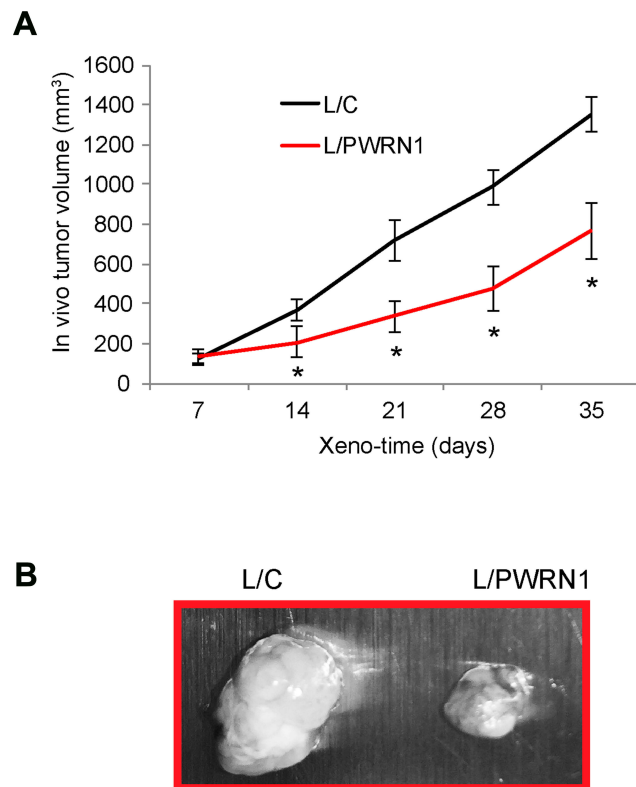 A
In vivo tumor volume (mm³)
1600
1400
1200
1000
800
600
400
200
0
L/C
L/PWRN1
*
*
*
*
7 14 21 28 35
Xeno-time (days)
B
L/C L/PWRN1